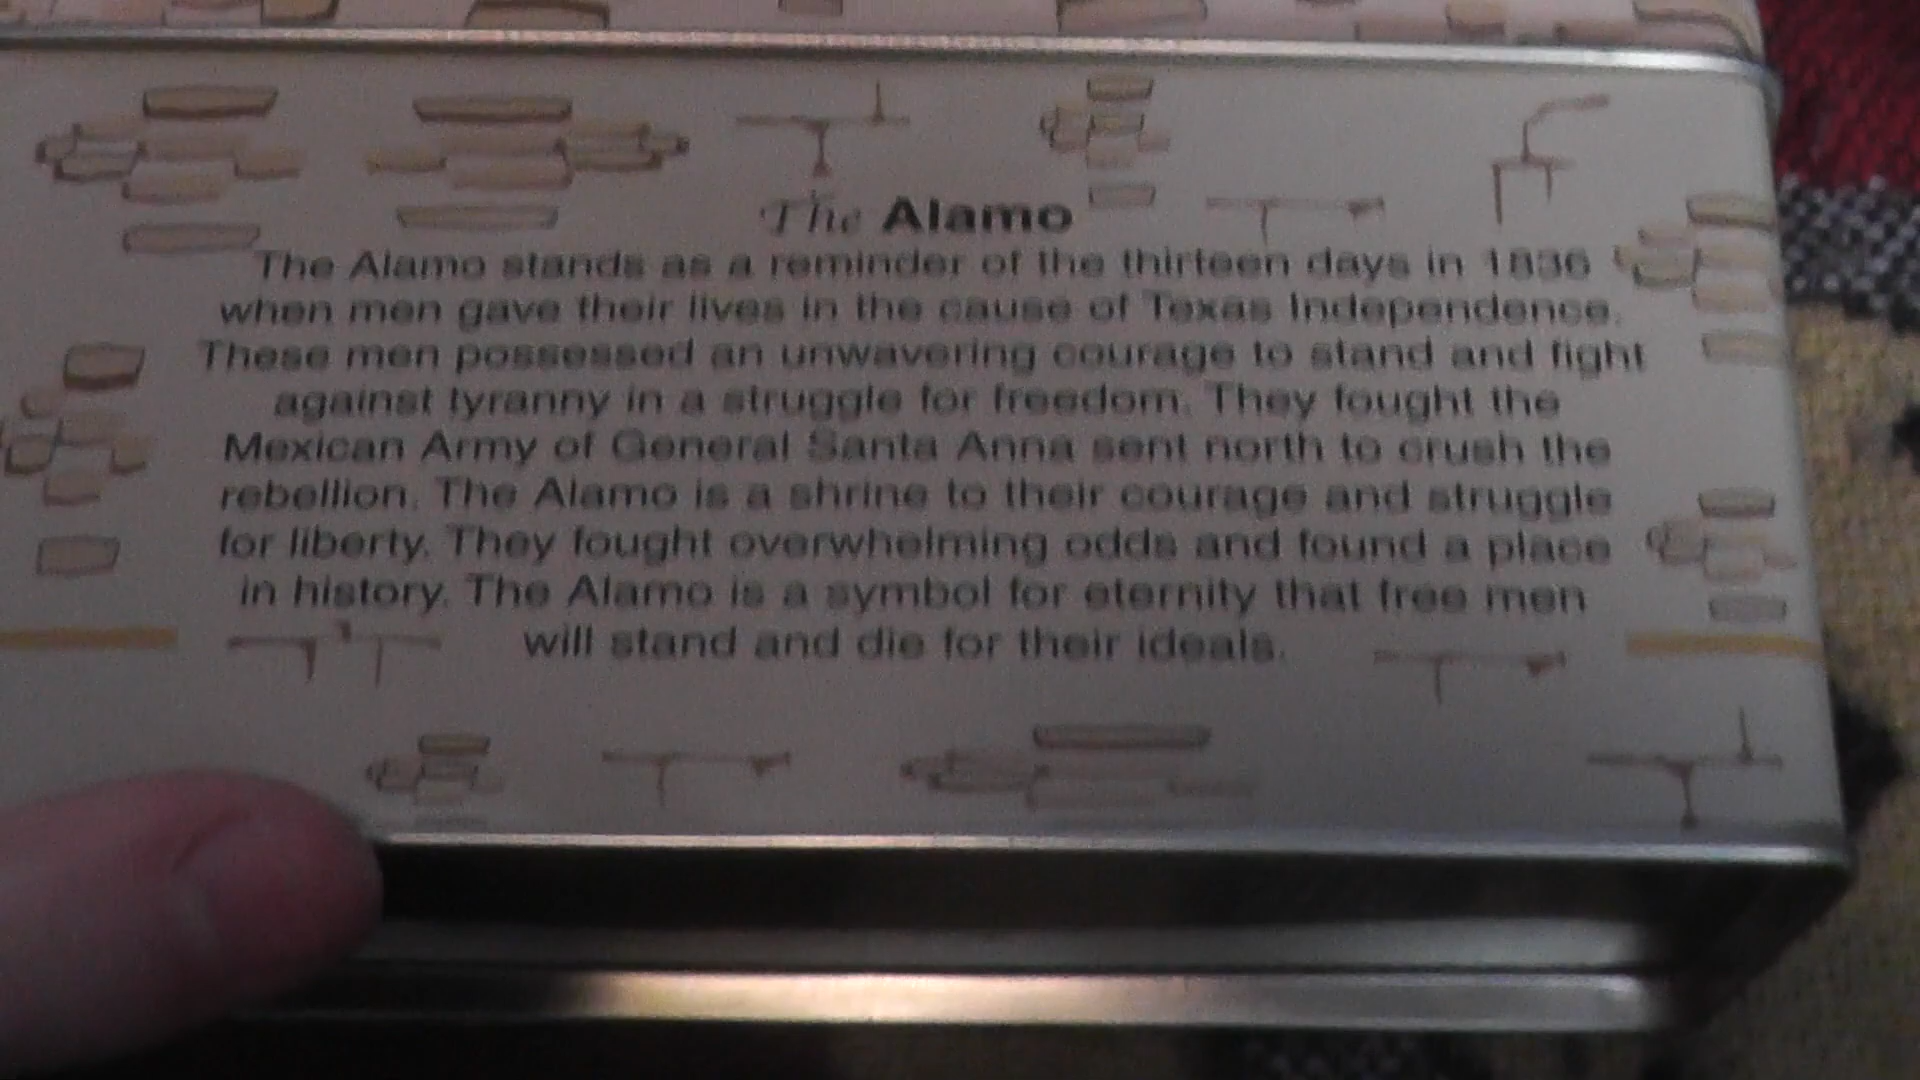 The Alamo
The Alamo stands as a reminder of the thirteen days in 1836
when men gave their lives in the cause of Texas Independence.
These men possessed an unwavering courage to stand and fight
against tyranny in a struggle for freedom. They fought the
Mexican Army of General Santa Anna sent north to crush the
rebellion. The Alamo is a shrine to their courage and struggle
for liberty. They fought overwhelming odds and found a place
in history. The Alamo is a symbol for eternity that free men
will stand and die for their ideals.